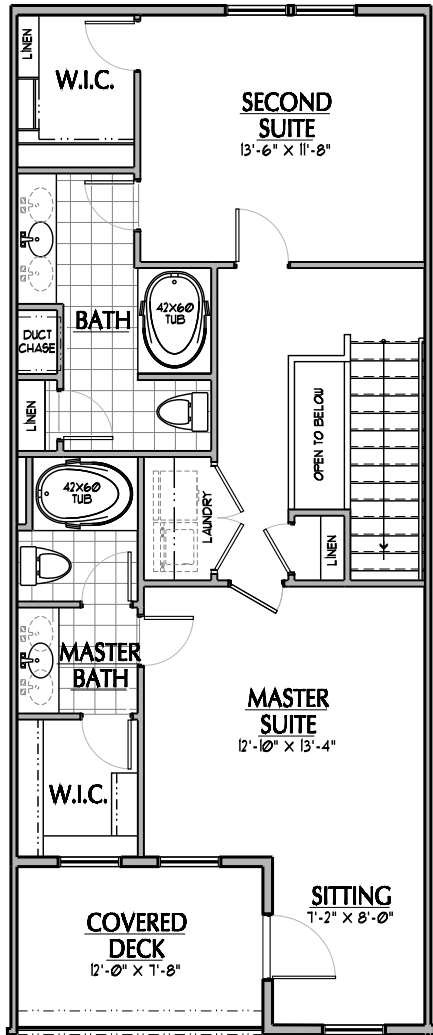 LINEN
W.I.C.
SECOND
SUITE
13'-6" X 11'-8"
42X60
TUB
BATH
DUCT
CHASE
LINEN
OPEN TO BELOW
42X60
TUB
LAUNDRY
LINEN
MASTER
BATH
MASTER
SUITE
12'-10" X 13'-4"
W.I.C.
SITTING
7'-2" X 8'-0"
COVERED
DECK
12'-0" X 7'-8"